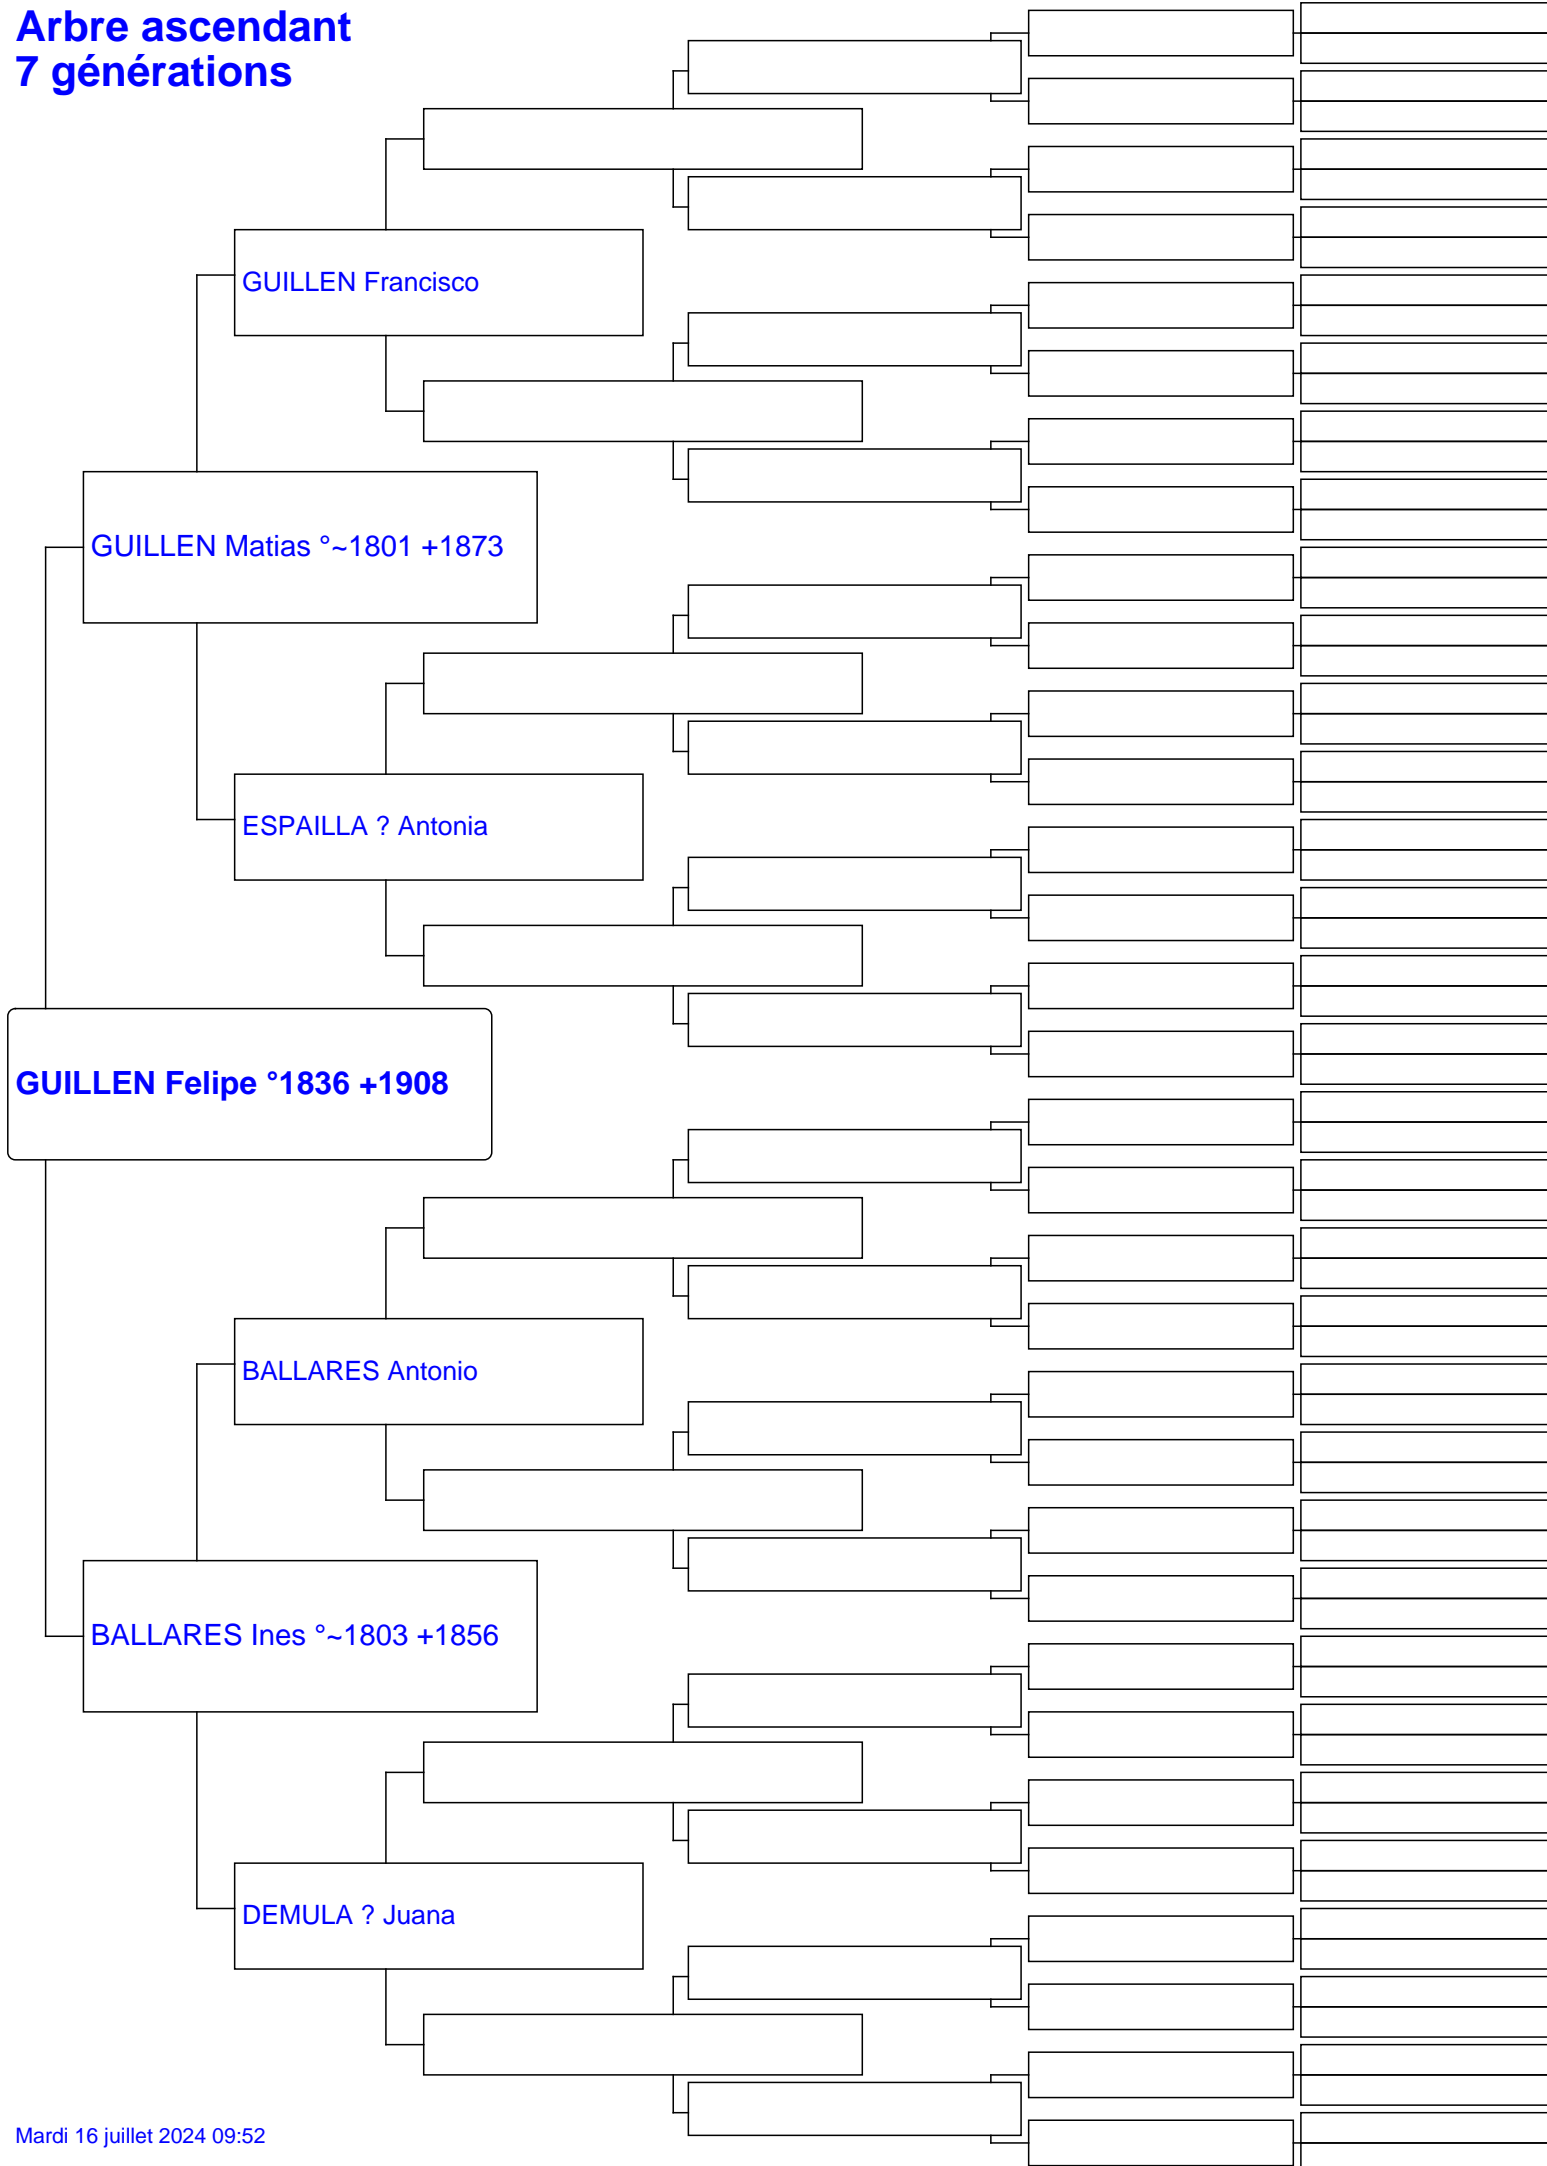 Arbre ascendant
7 générations
GUILLEN Francisco
GUILLEN Matias °~1801 +1873
ESPAILLA ? Antonia
GUILLEN Felipe °1836 +1908
BALLARES Antonio
BALLARES Ines °~1803 +1856
DEMULA ? Juana
Mardi 16 juillet 2024 09:52